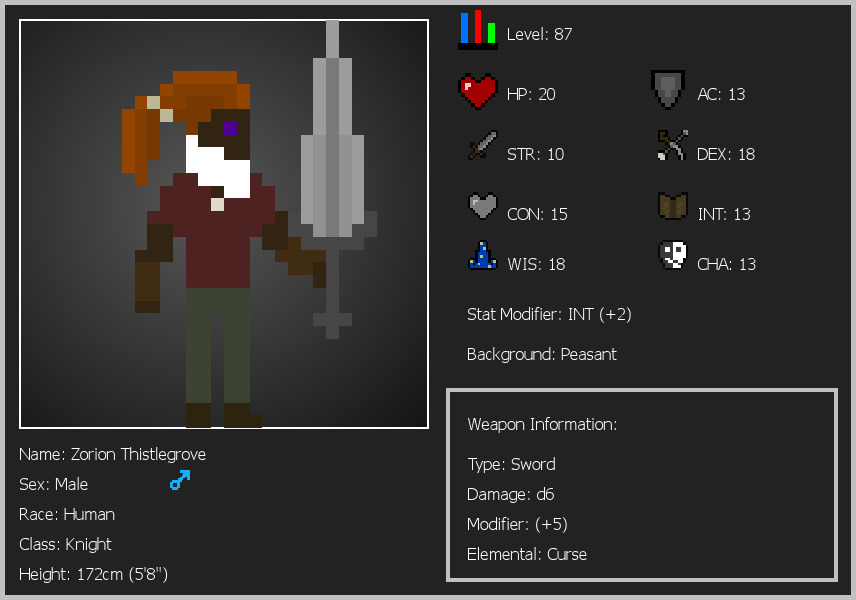 Level: 87
HP: 20
AC: 13
STR: 10
DEX: 18
CON: 15
INT: 13
WIS: 18
CHA: 13
Stat Modifier: INT (+2)
Background: Peasant
Weapon Information:
Type: Sword
Damage: d6
Modifier: (+5)
Elemental: Curse
Name: Zorion Thistlegrove
Sex: Male
Race: Human
Class: Knight
Height: 172cm (5'8")